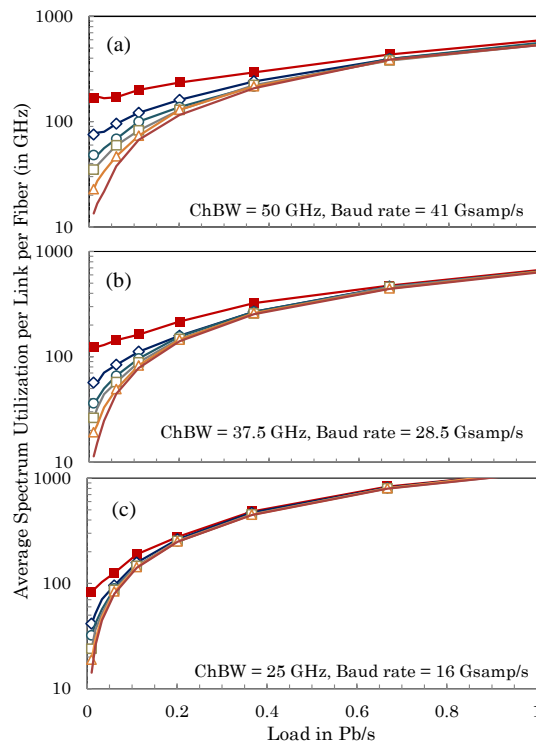 Average Spectrum Utilization per Link per Fiber (in GHz)
1000
(a)
100
ChBW = 50 GHz, Baud rate = 41 Gsamp/s
10
1000
(b)
100
ChBW = 37.5 GHz, Baud rate = 28.5 Gsamp/s
10
1000
(c)
100
ChBW = 25 GHz, Baud rate = 16 Gsamp/s
10
0 0.2 0.4 0.6 0.8 1
Load in Pb/s